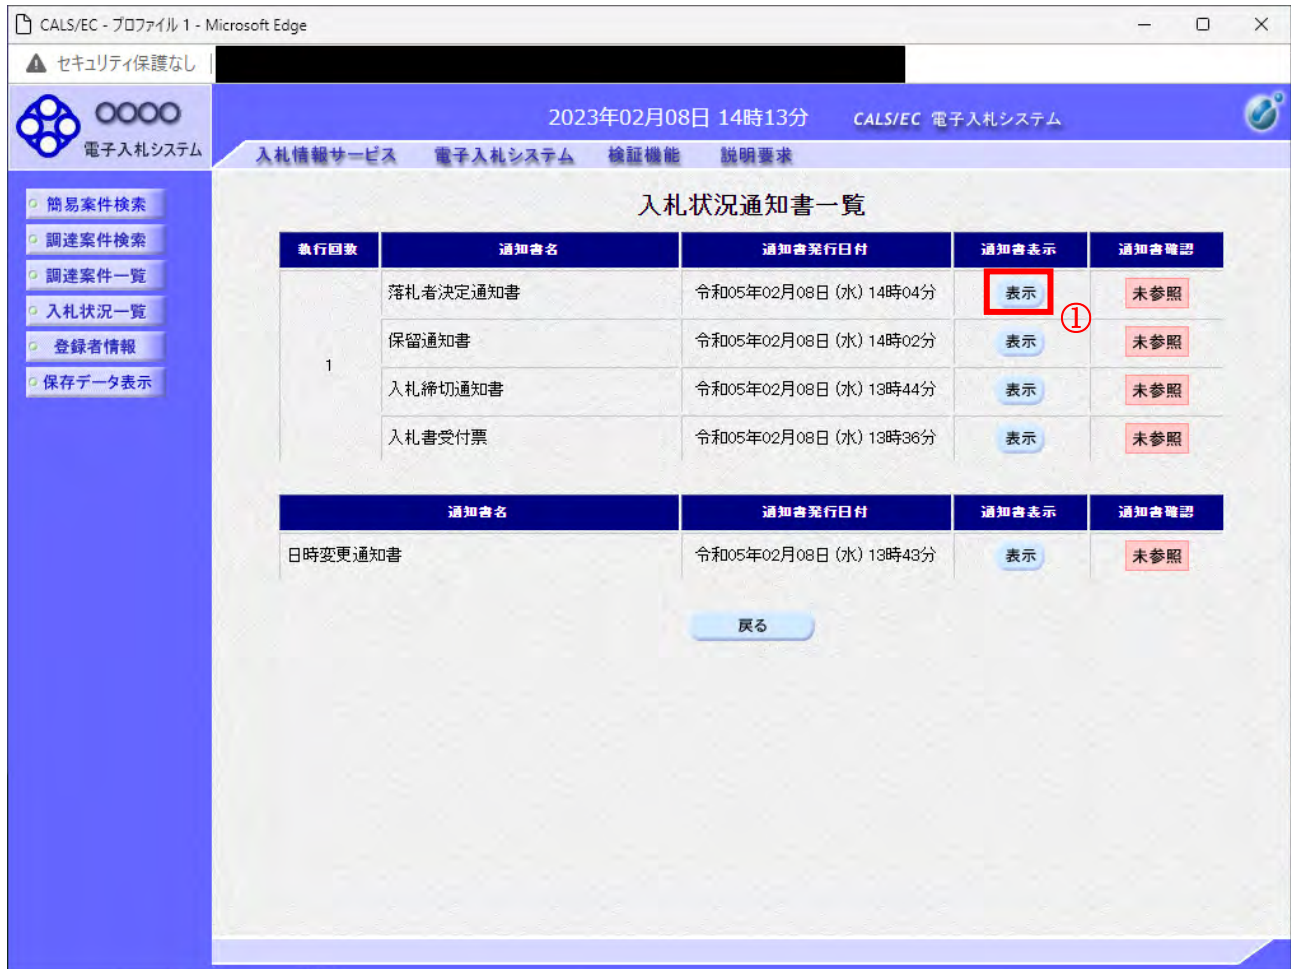 CALS/EC - プロファイル 1 - Microsoft Edge
セキュリティ保護なし
OOOO
電子入札システム
2023年02月08日 14時13分
CALS/EC 電子入札システム
入札情報サービス 電子入札システム 検証機能 説明要求
簡易案件検索
調達案件検索
調達案件一覧
入札状況一覧
登録者情報
保存データ表示
入札状況通知書一覧
執行回数 通知書名 通知書発行日付 通知書表示 通知書確認
1
落札者決定通知書 令和05年02月08日 (水) 14時04分 表示 未参照
①
保留通知書 令和05年02月08日 (水) 14時02分 表示 未参照
入札締切通知書 令和05年02月08日 (水) 13時44分 表示 未参照
入札書受付票 令和05年02月08日 (水) 13時36分 表示 未参照
通知書名 通知書発行日付 通知書表示 通知書確認
日時変更通知書 令和05年02月08日 (水) 13時43分 表示 未参照
戻る